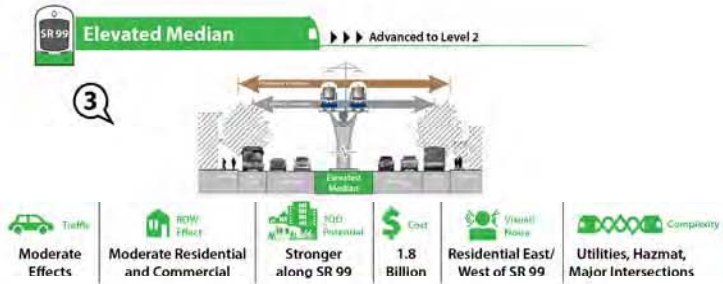 SR 99
Elevated Median
Advanced to Level 2
3
Elevated
Median
Traffic
Moderate
Effects
ROW
Effect
Moderate Residential
and Commercial
TOD
Potential
Stronger
along SR 99
Cost
1.8
Billion
Visual/
Noise
Residential East/
West of SR 99
Complexity
Utilities, Hazmat,
Major Intersections